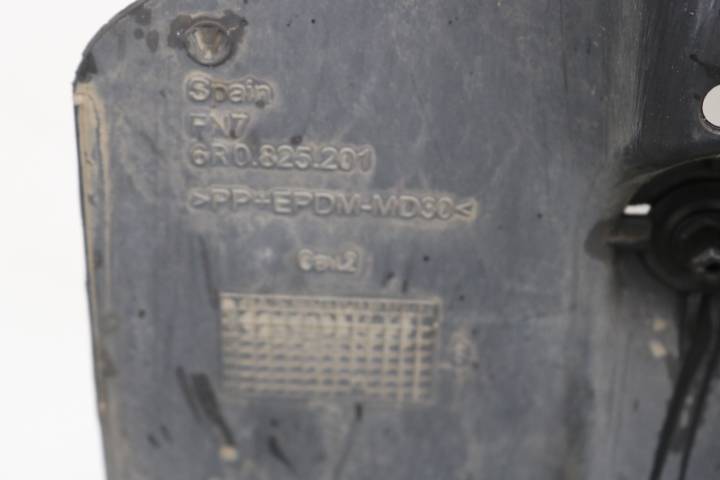 Spain
FN7
6R0.825.201
>PP+EPDM-MD30<